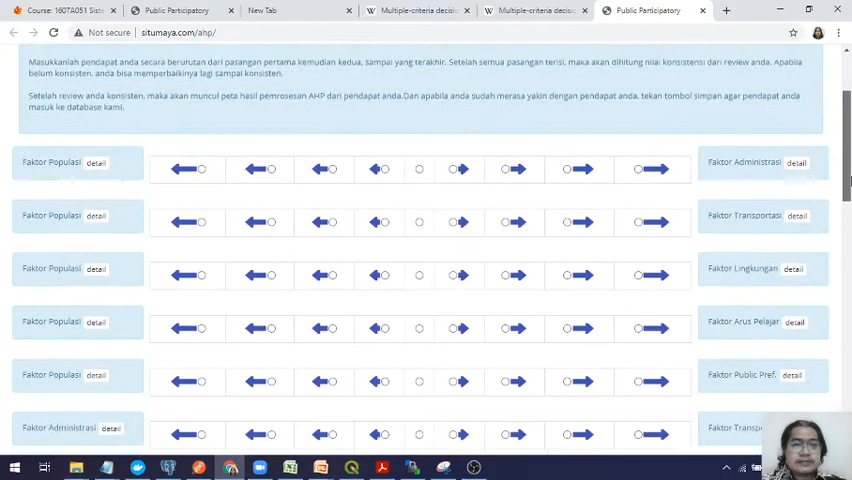 Course: 1607A051 Sist
Public Participatory
New Tab
Multiple-criteria decisi
Multiple-criteria decisi
Public Participatory
Not secure
situmaya.com/ahp/
Masukkanlah pendapat anda secara berurutan dari pasangan pertama kemudian kedua, sampai yang terakhir. Setelah semua pasangan terisi, maka akan dihitung nilai konsistensi dari review anda. Apabila
belum konsisten, anda bisa memperbaikinya lagi sampai konsisten.
Setelah review anda konsisten, maka akan muncul peta hasil pemrosesan AHP dari pendapat anda.Dan apabila anda sudah merasa yakin dengan pendapat anda, tekan tombol simpan agar pendapat anda
masuk ke database kami.
Faktor Populasi detail
Faktor Administrasi detail
Faktor Populasi detail
Faktor Transportasi detail
Faktor Populasi detail
Faktor Lingkungan detail
Faktor Populasi detail
Faktor Arus Pelajar detail
Faktor Populasi detail
Faktor Public Pref. detail
Faktor Administrasi detail
Faktor Transpo